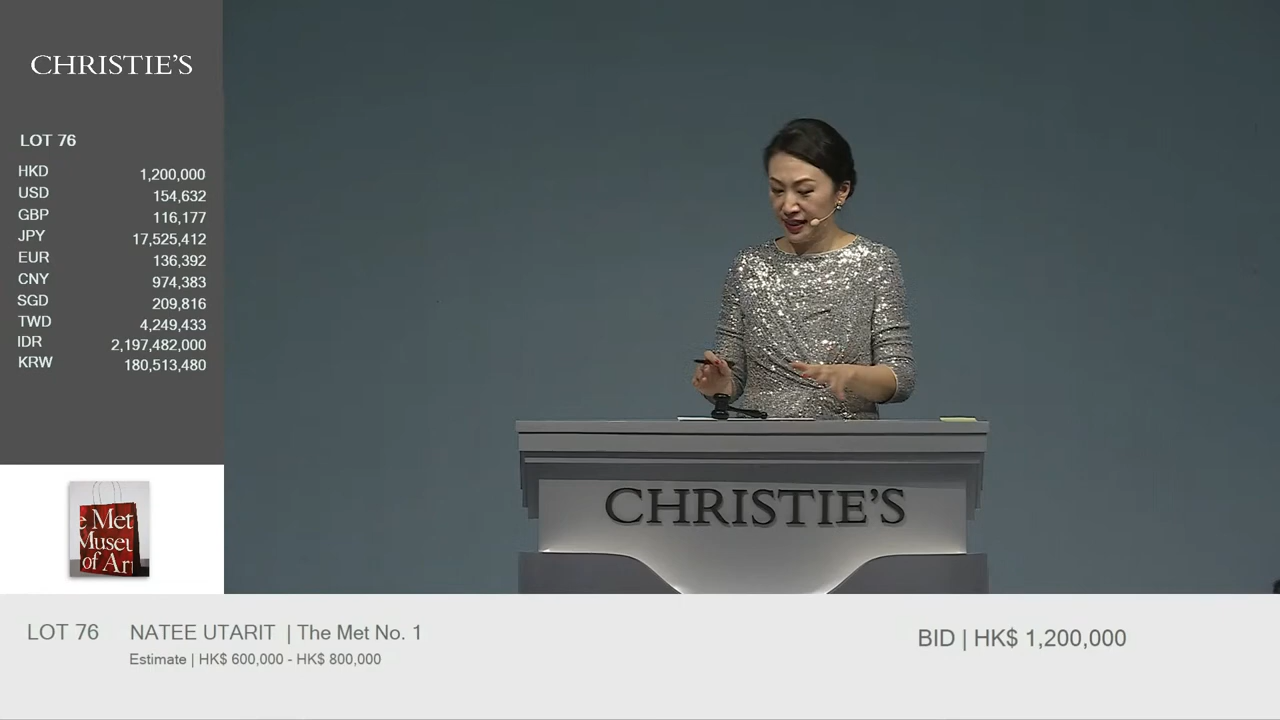 CHRISTIE'S
LOT 76
HKD 1,200,000
USD 154,632
GBP 116,177
JPY 17,525,412
EUR 136,392
CNY 974,383
SGD 209,816
TWD 4,249,433
IDR 2,197,482,000
KRW 180,513,480
e Met
Museu
of Ar
CHRISTIE'S
LOT 76 NATEE UTARIT | The Met No. 1
Estimate | HK$ 600,000 - HK$ 800,000
BID | HK$ 1,200,000